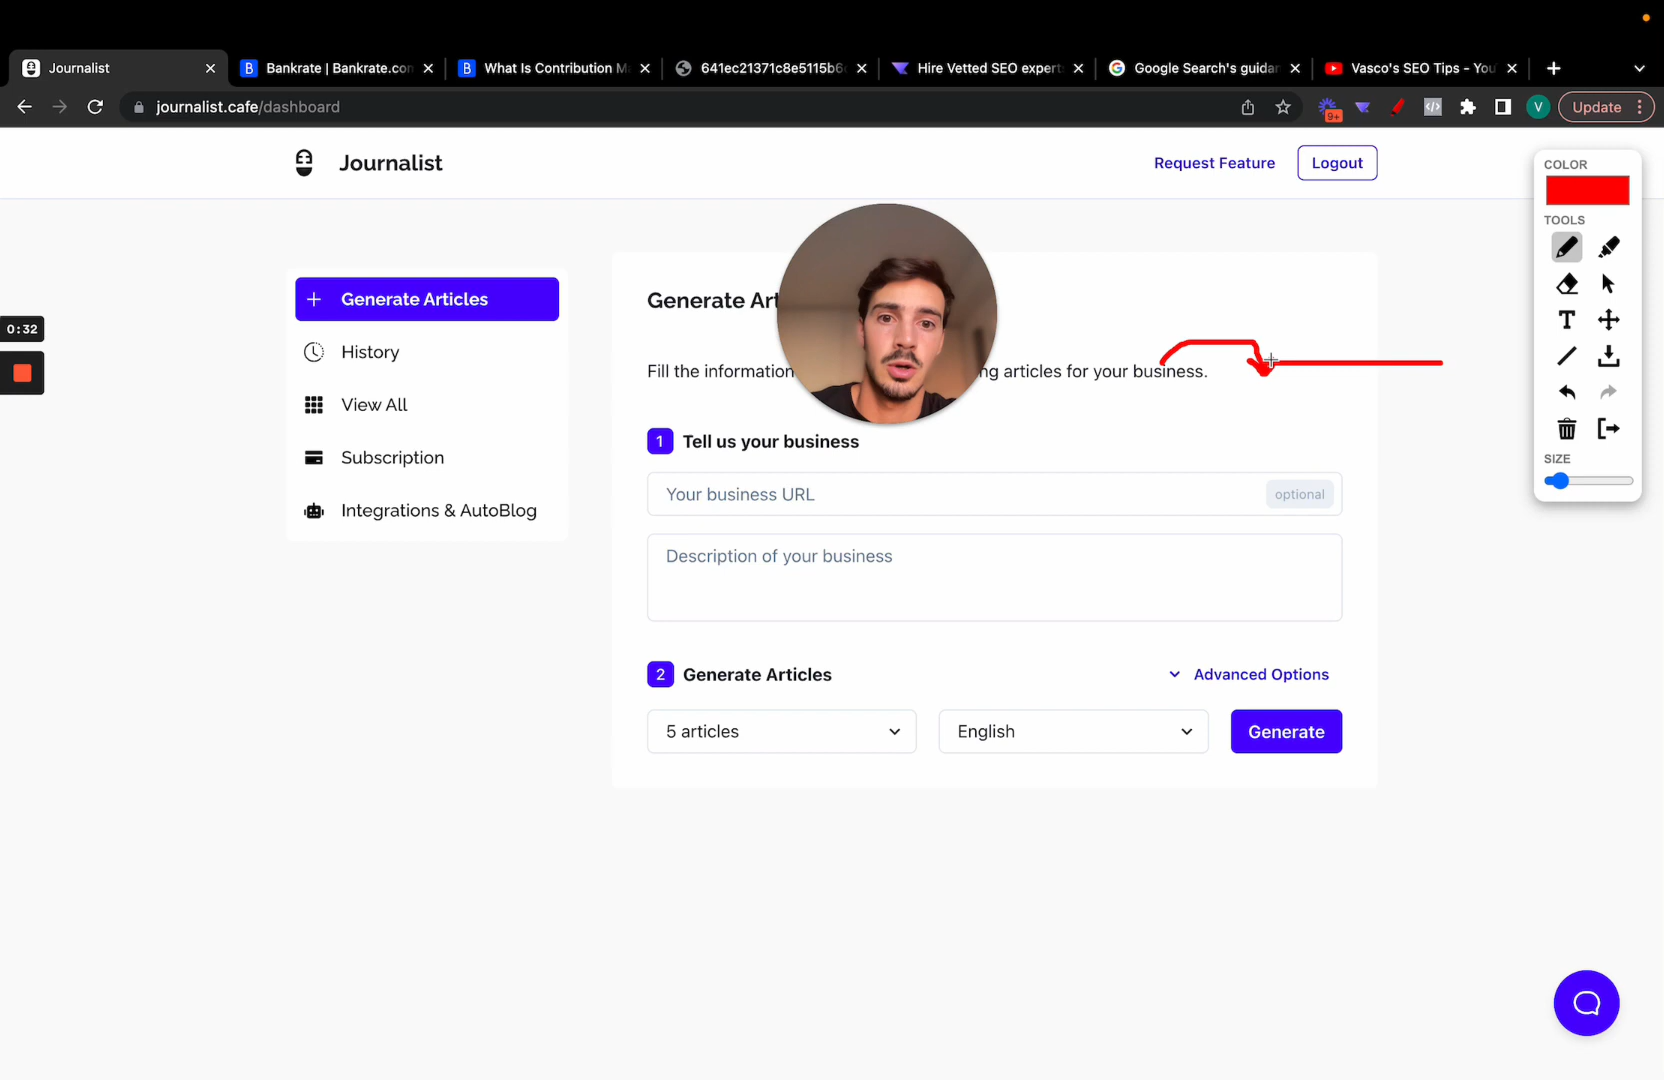 Journalist
Bankrate | Bankrate.con
What Is Contribution M
641ec21371c8e5115b6
Hire Vetted SEO expert
Google Search's guidan
Vasco's SEO Tips - You
journalist.cafe/dashboard
9+
V
Update
Journalist
Request Feature
Logout
COLOR
TOOLS
SIZE
0:32
Generate Articles
History
View All
Subscription
Integrations & AutoBlog
Generate Art
Fill the information
ng articles for your business.
1 Tell us your business
Your business URL
optional
Description of your business
2 Generate Articles
Advanced Options
5 articles
English
Generate